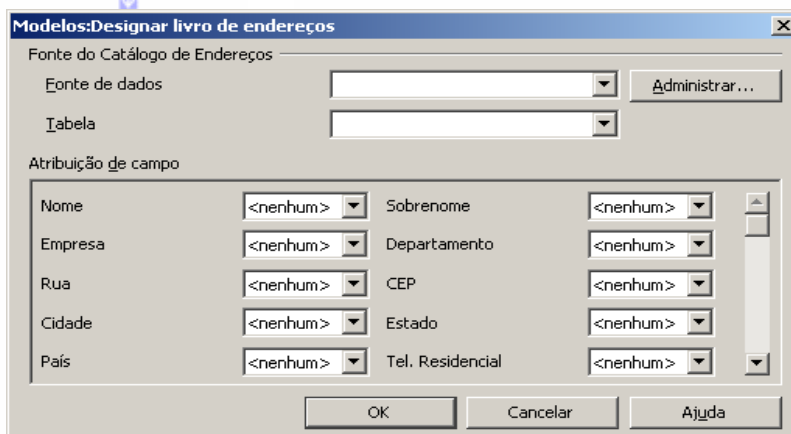 Modelos:Designar livro de endereços
Fonte do Catálogo de Endereços
Fonte de dados Administrar...
Tabela
Atribuição de campo
Nome <nenhum> Sobrenome <nenhum>
Empresa <nenhum> Departamento <nenhum>
Rua <nenhum> CEP <nenhum>
Cidade <nenhum> Estado <nenhum>
País <nenhum> Tel. Residencial <nenhum>
OK Cancelar Ajuda